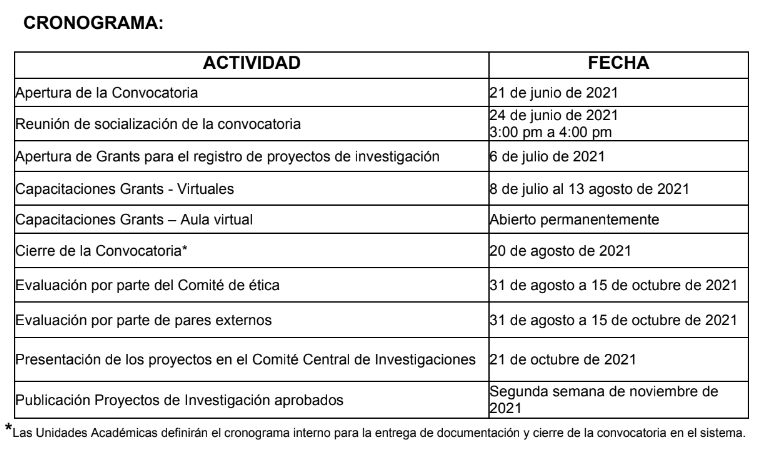 CRONOGRAMA:
ACTIVIDAD FECHA
Apertura de la Convocatoria 21 de junio de 2021
Reunión de socialización de la convocatoria 24 de junio de 2021
3:00 pm a 4:00 pm
Apertura de Grants para el registro de proyectos de investigación 6 de julio de 2021
Capacitaciones Grants - Virtuales 8 de julio al 13 agosto de 2021
Capacitaciones Grants – Aula virtual Abierto permanentemente
Cierre de la Convocatoria* 20 de agosto de 2021
Evaluación por parte del Comité de ética 31 de agosto a 15 de octubre de 2021
Evaluación por parte de pares externos 31 de agosto a 15 de octubre de 2021
Presentación de los proyectos en el Comité Central de Investigaciones 21 de octubre de 2021
Publicación Proyectos de Investigación aprobados Segunda semana de noviembre de
2021
*Las Unidades Académicas definirán el cronograma interno para la entrega de documentación y cierre de la convocatoria en el sistema.